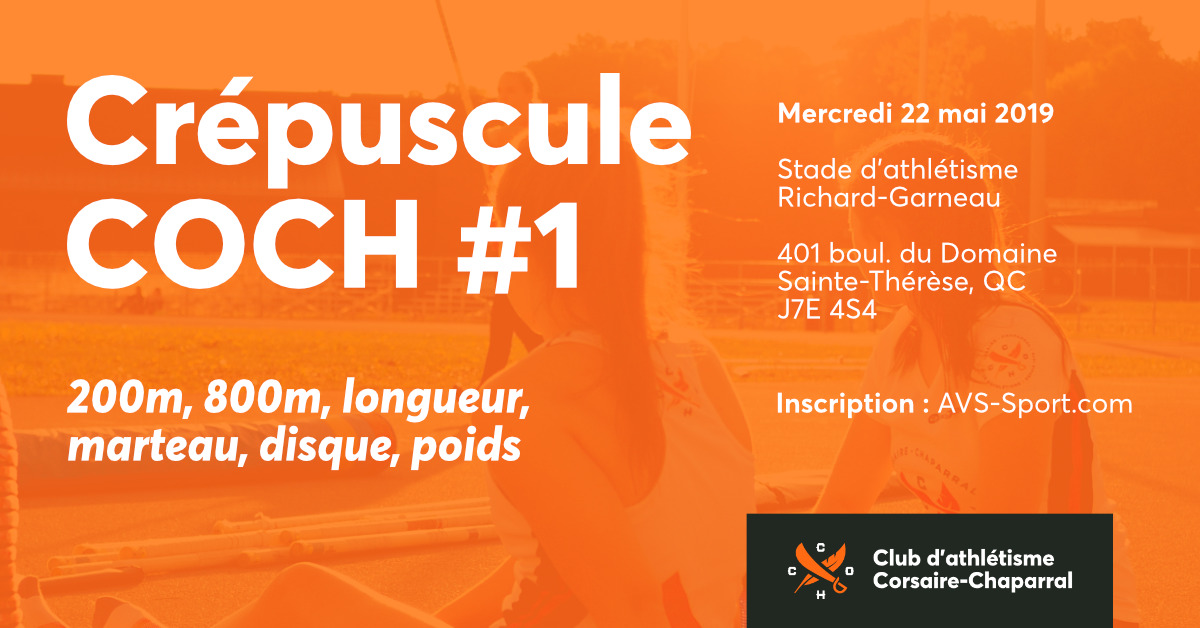 Crépuscule
COCH #1
200m, 800m, longueur,
marteau, disque, poids
Mercredi 22 mai 2019
Stade d'athlétisme
Richard-Garneau
401 boul. du Domaine
Sainte-Thérèse, QC
J7E 4S4
Inscription : AVS-Sport.com
C
C O
H
Club d'athlétisme
Corsaire-Chaparral